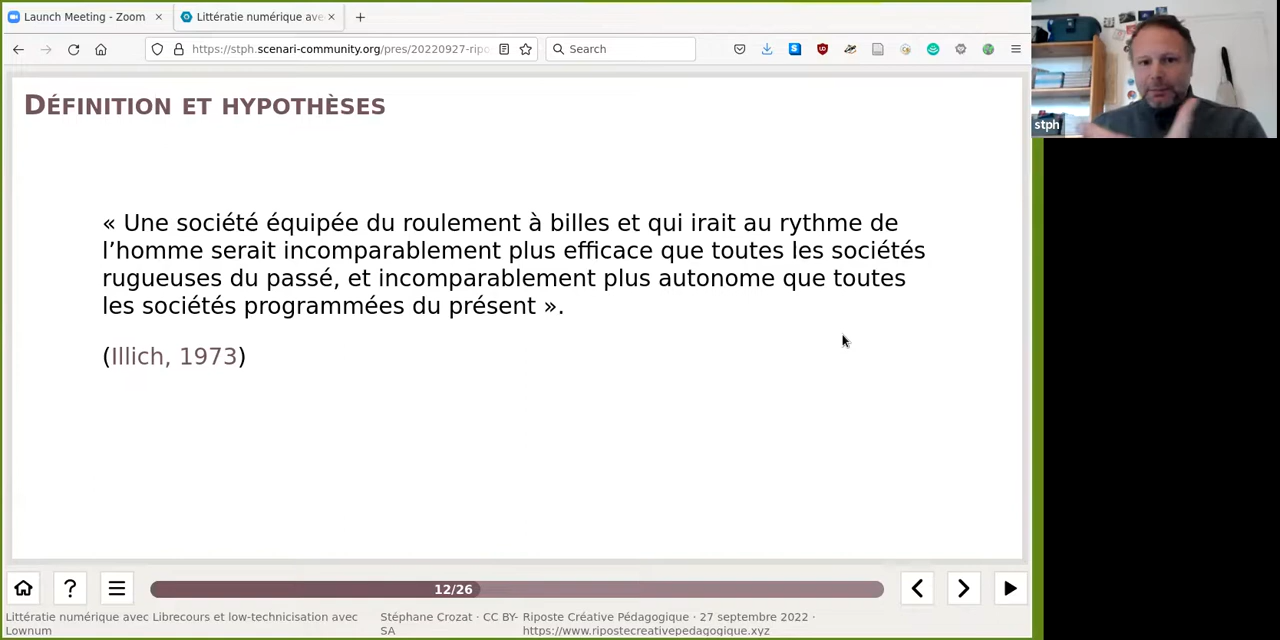 Launch Meeting - Zoom
Littératie numérique ave
https://stph.scenari-community.org/pres/20220927-ripo
Search
stph
DÉFINITION ET HYPOTHÈSES
« Une société équipée du roulement à billes et qui irait au rythme de
l’homme serait incomparablement plus efficace que toutes les sociétés
rugueuses du passé, et incomparablement plus autonome que toutes
les sociétés programmées du présent ».
(Illich, 1973)
12/26
Littératie numérique avec Librecours et low-technicisation avec
Lownum
Stéphane Crozat · CC BY-
SA
Riposte Créative Pédagogique · 27 septembre 2022 ·
https://www.ripostecreativepedagogique.xyz